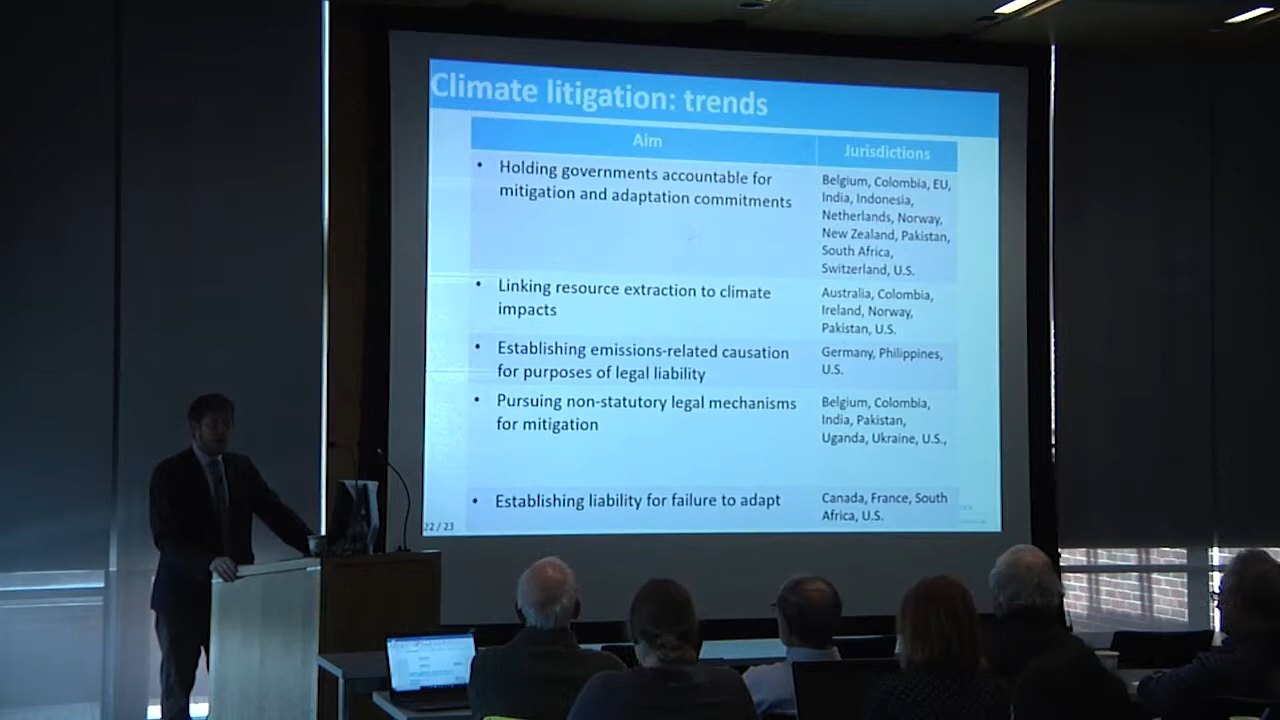 Climate litigation: trends
Aim
Jurisdictions
• Holding governments accountable for
mitigation and adaptation commitments
Belgium, Colombia, EU,
India, Indonesia,
Netherlands, Norway,
New Zealand, Pakistan,
South Africa,
Switzerland, U.S.
• Linking resource extraction to climate
impacts
Australia, Colombia,
Ireland, Norway,
Pakistan, U.S.
• Establishing emissions-related causation
for purposes of legal liability
Germany, Philippines,
U.S.
• Pursuing non-statutory legal mechanisms
for mitigation
Belgium, Colombia,
India, Pakistan,
Uganda, Ukraine, U.S.,
• Establishing liability for failure to adapt
Canada, France, South
Africa, U.S.
22 / 23